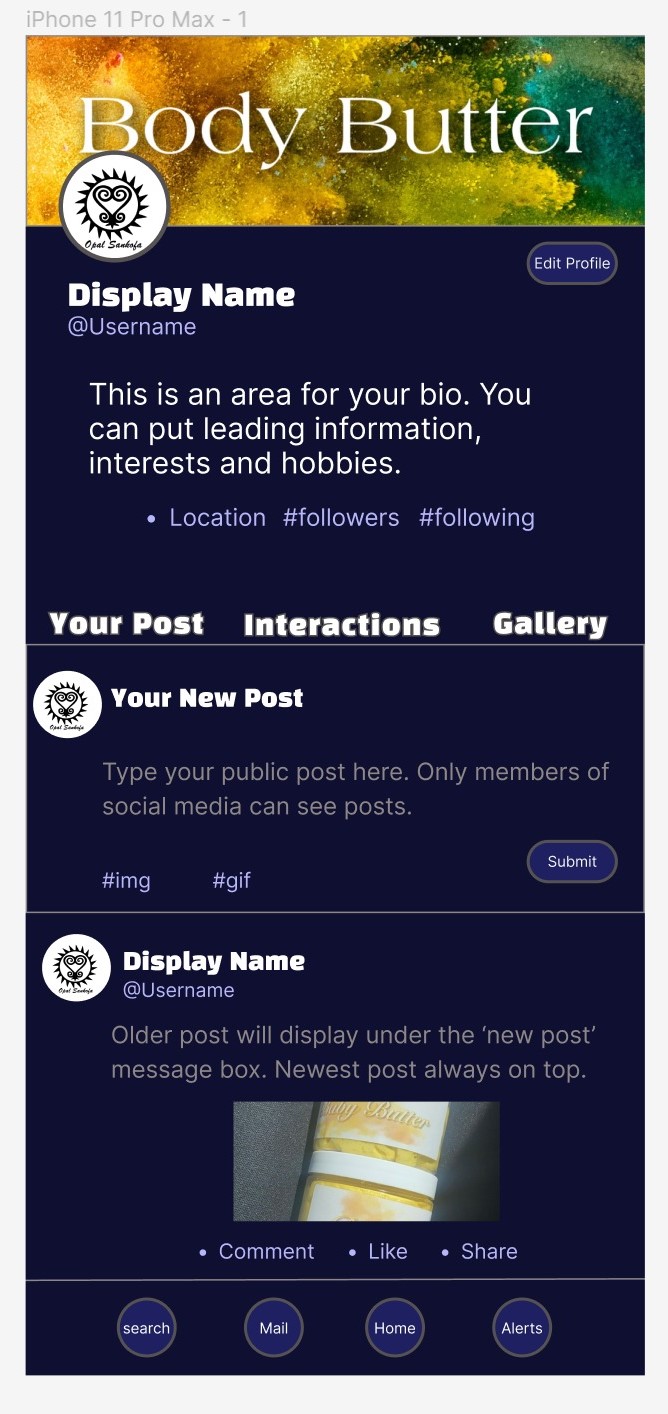 iPhone 11 Pro Max - 1
Body Butter
Opal Sankofa
Edit Profile
Display Name
@Username
This is an area for your bio. You
can put leading information,
interests and hobbies.
• Location #followers #following
Your Post Interactions Gallery
Your New Post
Opal Sankofa
Type your public post here. Only members of
social media can see posts.
Submit
#img #gif
Display Name
@Username
Opal Sankofa
Older post will display under the ‘new post’
message box. Newest post always on top.
Butter
• Comment • Like • Share
search Mail Home Alerts